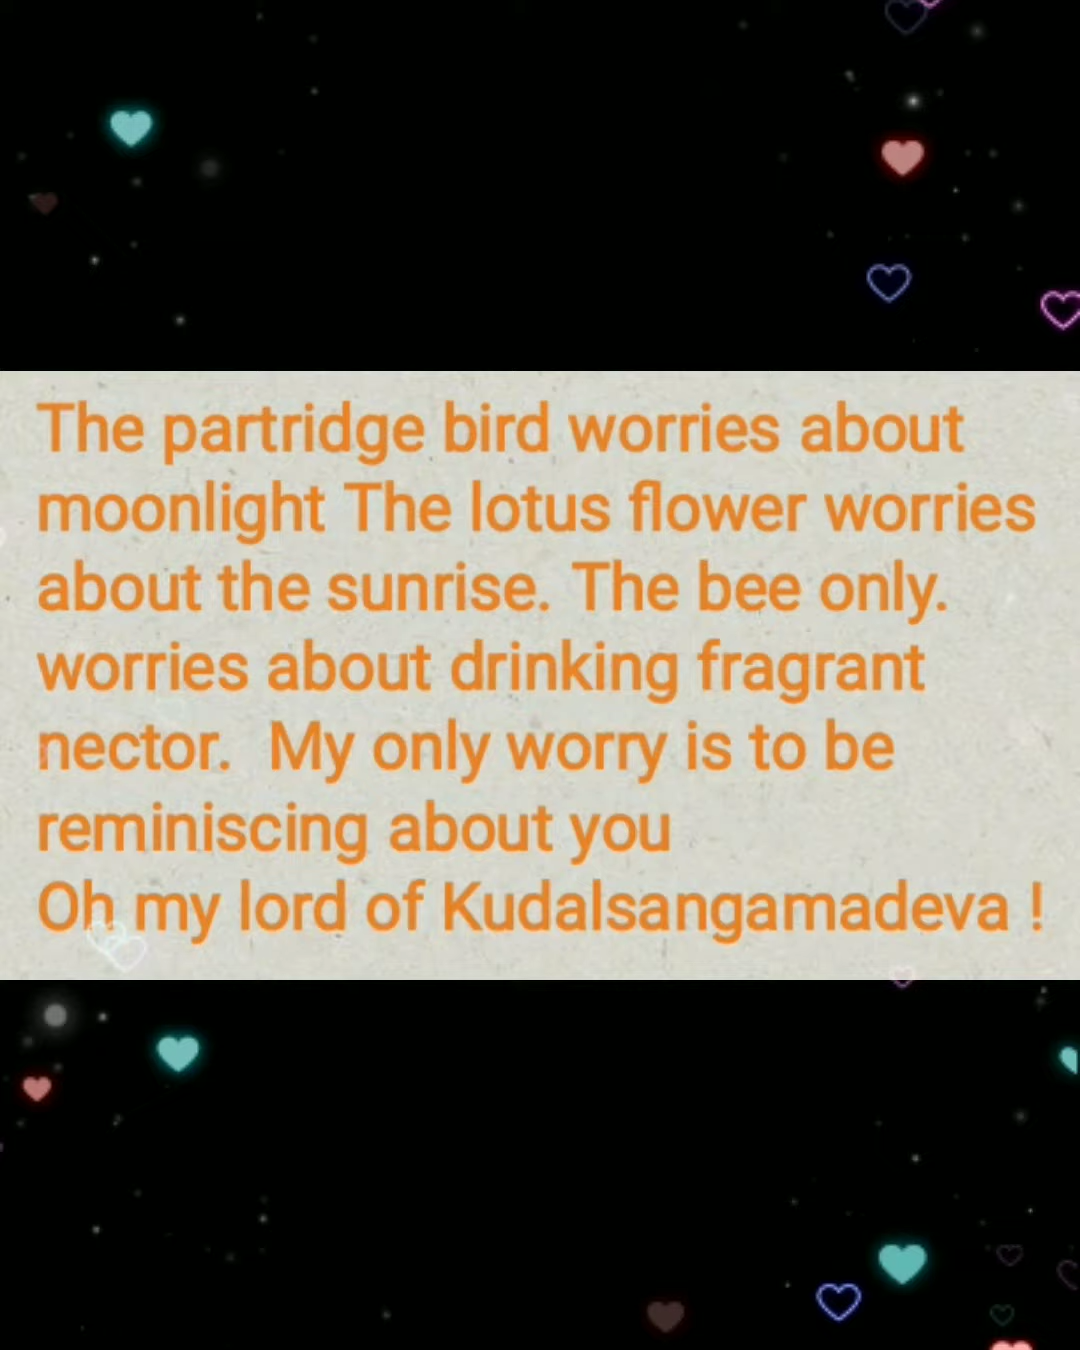 The partridge bird worries about
moonlight The lotus flower worries
about the sunrise. The bee only.
worries about drinking fragrant
nector.  My only worry is to be
reminiscing about you
Oh my lord of Kudalsangamadeva !